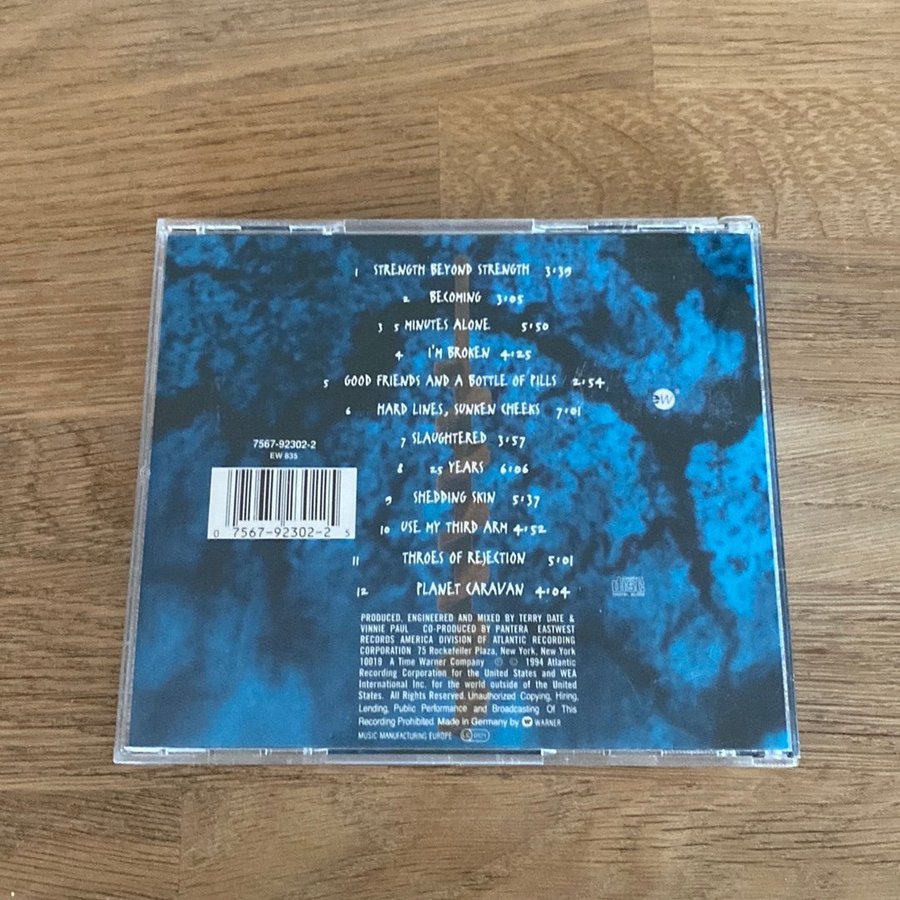 1 STRENGTH BEYOND STRENGTH 3:39
2 BECOMING 3:05
3 5 MINUTES ALONE 5:50
4 I'M BROKEN 4:25
5 GOOD FRIENDS AND A BOTTLE OF PILLS 2:54
6 HARD LINES, SUNKEN CHEEKS 7:01
7 SLAUGHTERED 3:57
8 25 YEARS 6:06
9 SHEDDING SKIN 5:37
10 USE MY THIRD ARM 4:52
11 THROES OF REJECTION 5:01
12 PLANET CARAVAN 4:04
7567-92302-2
EW 835
0 7567-92302-2 5
ew
disc
PRODUCED, ENGINEERED AND MIXED BY TERRY DATE &
VINNIE PAUL CO-PRODUCED BY PANTERA EASTWEST
RECORDS AMERICA DIVISION OF ATLANTIC RECORDING
CORPORATION 75 Rockefeller Plaza, New York, New York
10019 A Time Warner Company ℗ © 1994 Atlantic
Recording Corporation for the United States and WEA
International Inc. for the world outside of the United
States. All Rights Reserved. Unauthorized Copying, Hiring,
Lending, Public Performance and Broadcasting Of This
Recording Prohibited. Made in Germany by WARNER
MUSIC MANUFACTURING EUROPE LC